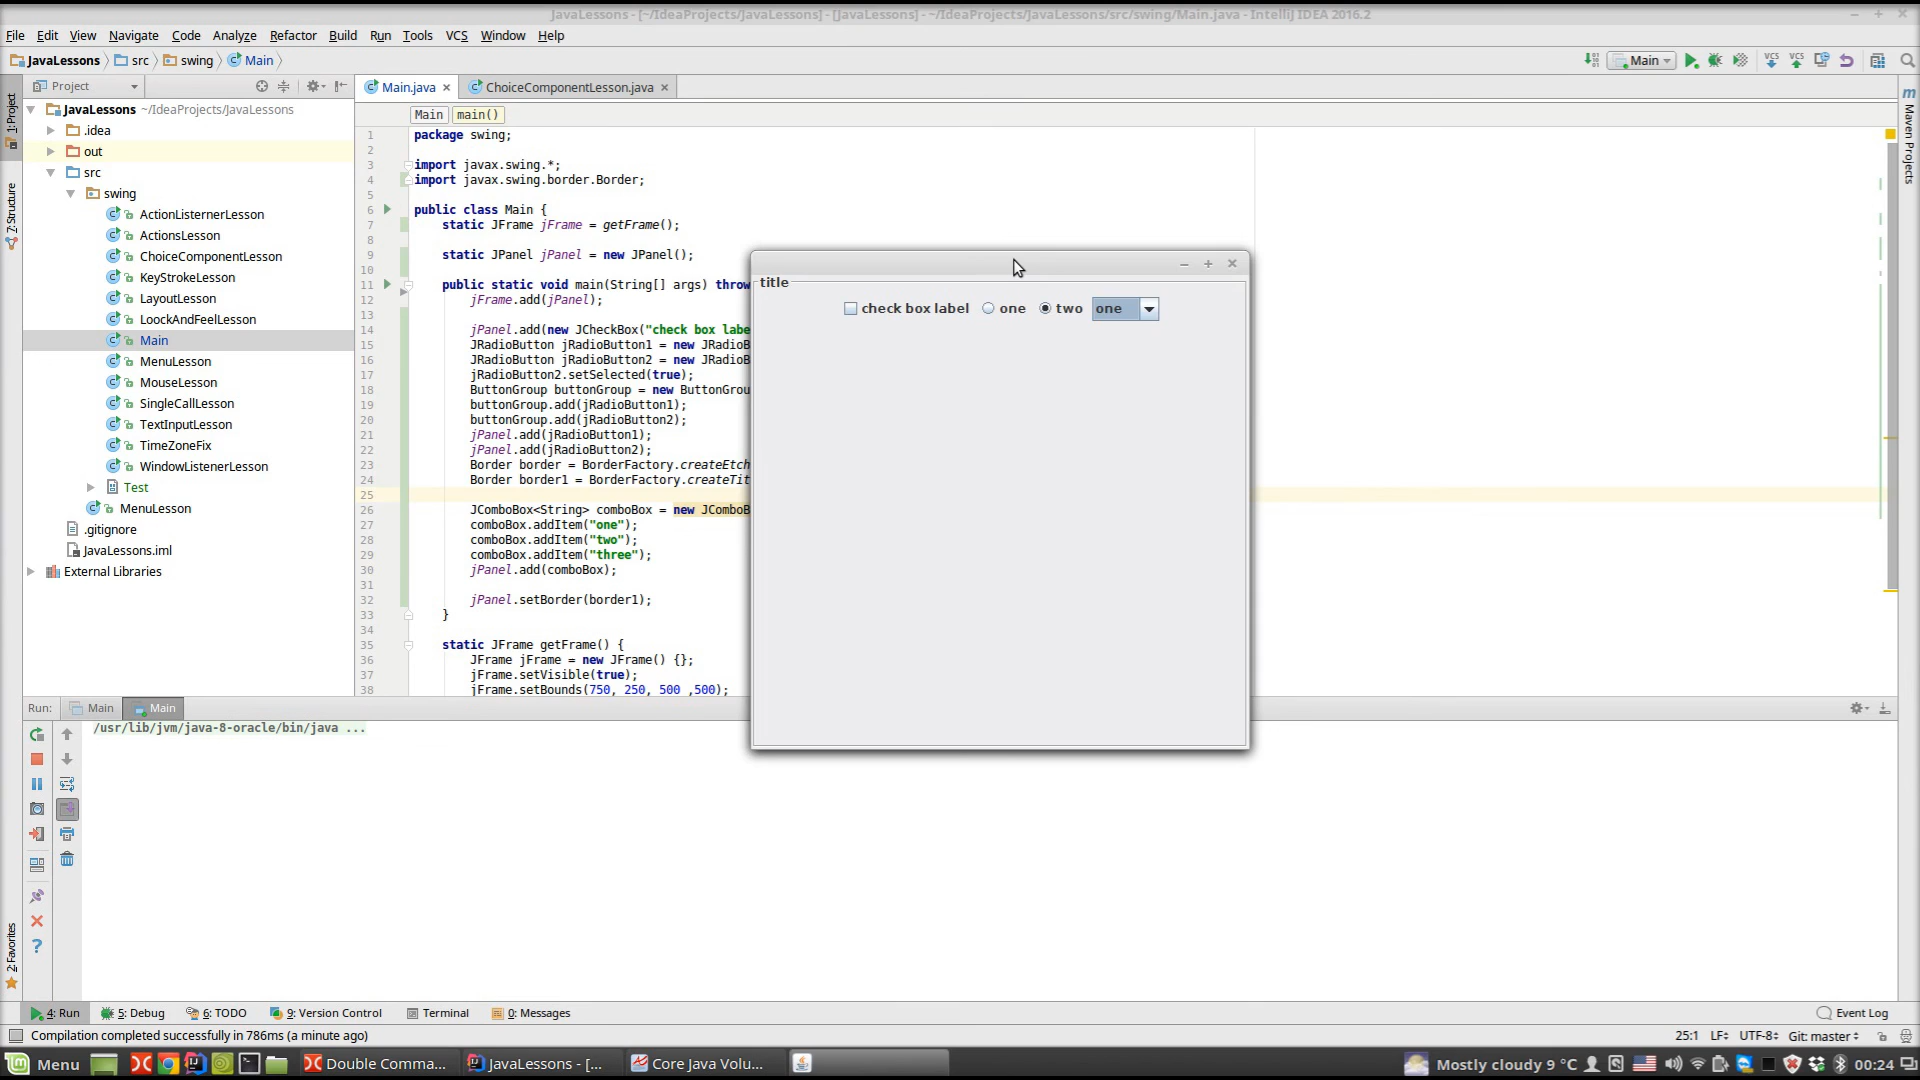 JavaLessons - [~/IdeaProjects/JavaLessons] - [JavaLessons] - ~/IdeaProjects/JavaLessons/src/swing/Main.java - IntelliJ IDEA 2016.2
File Edit View Navigate Code Analyze Refactor Build Run Tools VCS Window Help
JavaLessons src swing Main
Main
VCS VCS
Project
Main.java
ChoiceComponentLesson.java
1: Project
7: Structure
2: Favorites
Maven Projects
JavaLessons ~/IdeaProjects/JavaLessons
.idea
out
src
swing
ActionListernerLesson
ActionsLesson
ChoiceComponentLesson
KeyStrokeLesson
LayoutLesson
LoockAndFeelLesson
Main
MenuLesson
MouseLesson
SingleCallLesson
TextInputLesson
TimeZoneFix
WindowListenerLesson
Test
MenuLesson
.gitignore
JavaLessons.iml
External Libraries
Main main()
1 package swing;
2
3 import javax.swing.*;
4 import javax.swing.border.Border;
5
6 public class Main {
7 static JFrame jFrame = getFrame();
8
9 static JPanel jPanel = new JPanel();
10
11 public static void main(String[] args) throw
12 jFrame.add(jPanel);
13
14 jPanel.add(new JCheckBox("check box labe
15 JRadioButton jRadioButton1 = new JRadioB
16 JRadioButton jRadioButton2 = new JRadioB
17 jRadioButton2.setSelected(true);
18 ButtonGroup buttonGroup = new ButtonGrou
19 buttonGroup.add(jRadioButton1);
20 buttonGroup.add(jRadioButton2);
21 jPanel.add(jRadioButton1);
22 jPanel.add(jRadioButton2);
23 Border border = BorderFactory.createEtch
24 Border border1 = BorderFactory.createTit
25
26 JComboBox<String> comboBox = new JComboB
27 comboBox.addItem("one");
28 comboBox.addItem("two");
29 comboBox.addItem("three");
30 jPanel.add(comboBox);
31
32 jPanel.setBorder(border1);
33 }
34
35 static JFrame getFrame() {
36 JFrame jFrame = new JFrame() {};
37 jFrame.setVisible(true);
38 jFrame.setBounds(750, 250, 500 ,500);
title
check box label one two one
Run: Main Main
/usr/lib/jvm/java-8-oracle/bin/java ...
4: Run 5: Debug 6: TODO 9: Version Control Terminal 0: Messages Event Log
Compilation completed successfully in 786ms (a minute ago) 25:1 LF UTF-8 Git: master
Menu Double Comma... JavaLessons - [... Core Java Volu... Mostly cloudy 9 °C 00:24